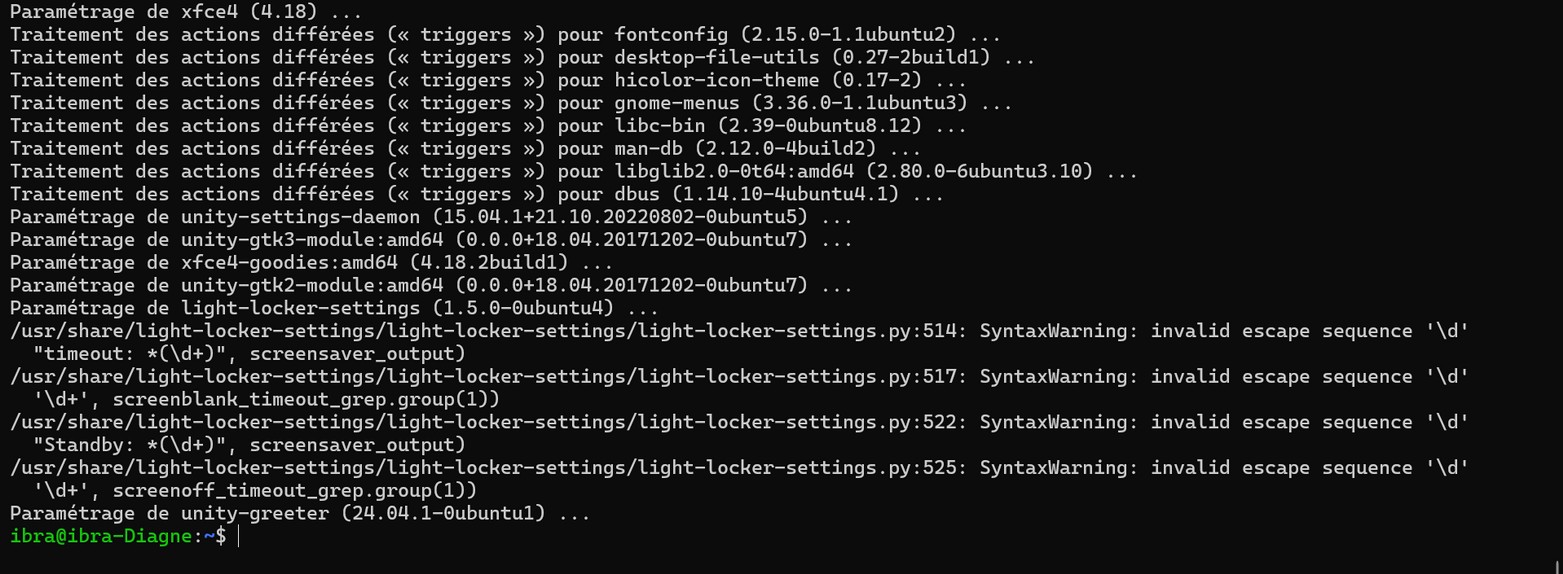 Paramétrage de xfce4 (4.18) ...
Traitement des actions différées (« triggers ») pour fontconfig (2.15.0-1.1ubuntu2) ...
Traitement des actions différées (« triggers ») pour desktop-file-utils (0.27-2build1) ...
Traitement des actions différées (« triggers ») pour hicolor-icon-theme (0.17-2) ...
Traitement des actions différées (« triggers ») pour gnome-menus (3.36.0-1.1ubuntu3) ...
Traitement des actions différées (« triggers ») pour libc-bin (2.39-0ubuntu8.12) ...
Traitement des actions différées (« triggers ») pour man-db (2.12.0-4build2) ...
Traitement des actions différées (« triggers ») pour libglib2.0-0t64:amd64 (2.80.0-6ubuntu3.10) ...
Traitement des actions différées (« triggers ») pour dbus (1.14.10-4ubuntu4.1) ...
Paramétrage de unity-settings-daemon (15.04.1+21.10.20220802-0ubuntu5) ...
Paramétrage de unity-gtk3-module:amd64 (0.0.0+18.04.20171202-0ubuntu7) ...
Paramétrage de xfce4-goodies:amd64 (4.18.2build1) ...
Paramétrage de unity-gtk2-module:amd64 (0.0.0+18.04.20171202-0ubuntu7) ...
Paramétrage de light-locker-settings (1.5.0-0ubuntu4) ...
/usr/share/light-locker-settings/light-locker-settings/light-locker-settings.py:514: SyntaxWarning: invalid escape sequence '\d'
  "timeout: *(\d+)", screensaver_output)
/usr/share/light-locker-settings/light-locker-settings/light-locker-settings.py:517: SyntaxWarning: invalid escape sequence '\d'
  '\d+', screenblank_timeout_grep.group(1))
/usr/share/light-locker-settings/light-locker-settings/light-locker-settings.py:522: SyntaxWarning: invalid escape sequence '\d'
  "Standby: *(\d+)", screensaver_output)
/usr/share/light-locker-settings/light-locker-settings/light-locker-settings.py:525: SyntaxWarning: invalid escape sequence '\d'
  '\d+', screenoff_timeout_grep.group(1))
Paramétrage de unity-greeter (24.04.1-0ubuntu1) ...
ibra@ibra-Diagne:~$